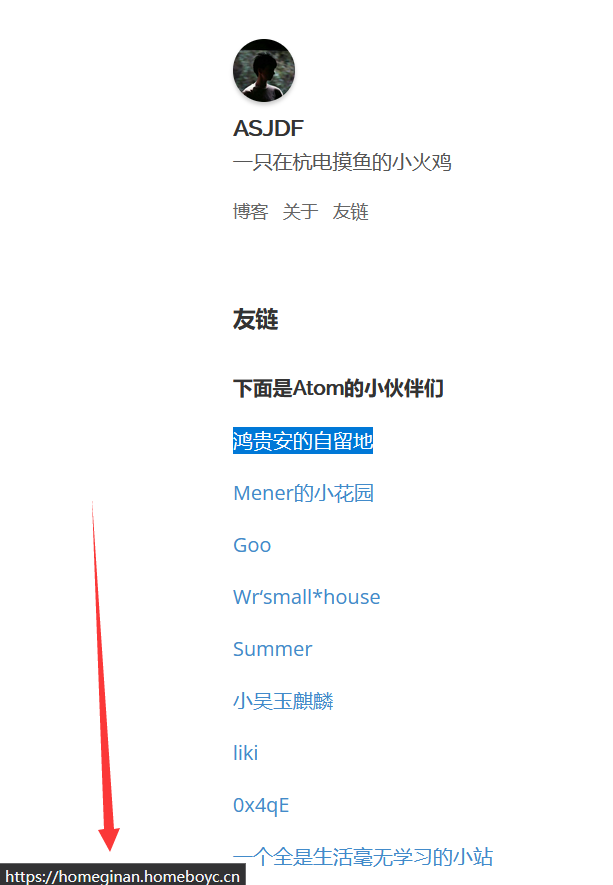 ASJDF
一只在杭电摸鱼的小火鸡
博客 关于 友链
友链
下面是Atom的小伙伴们
鸿贵安的自留地
Mener的小花园
Goo
Wr‘small*house
Summer
小吴玉麒麟
liki
0x4qE
一个全是生活毫无学习的小站
https://homeginan.homeboyc.cn